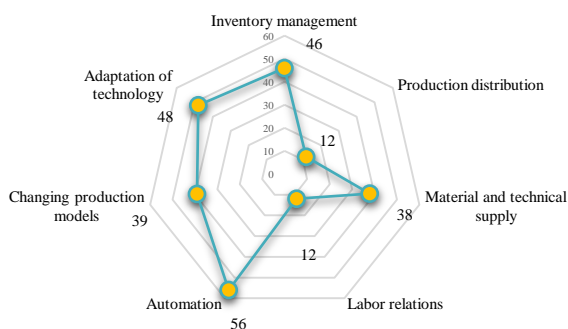 Inventory management
60
46
50
Adaptation of
technology
Production distribution
40
48
30
20
12
10
0
Changing production
models
Material and technical
supply
39
38
12
Automation
Labor relations
56